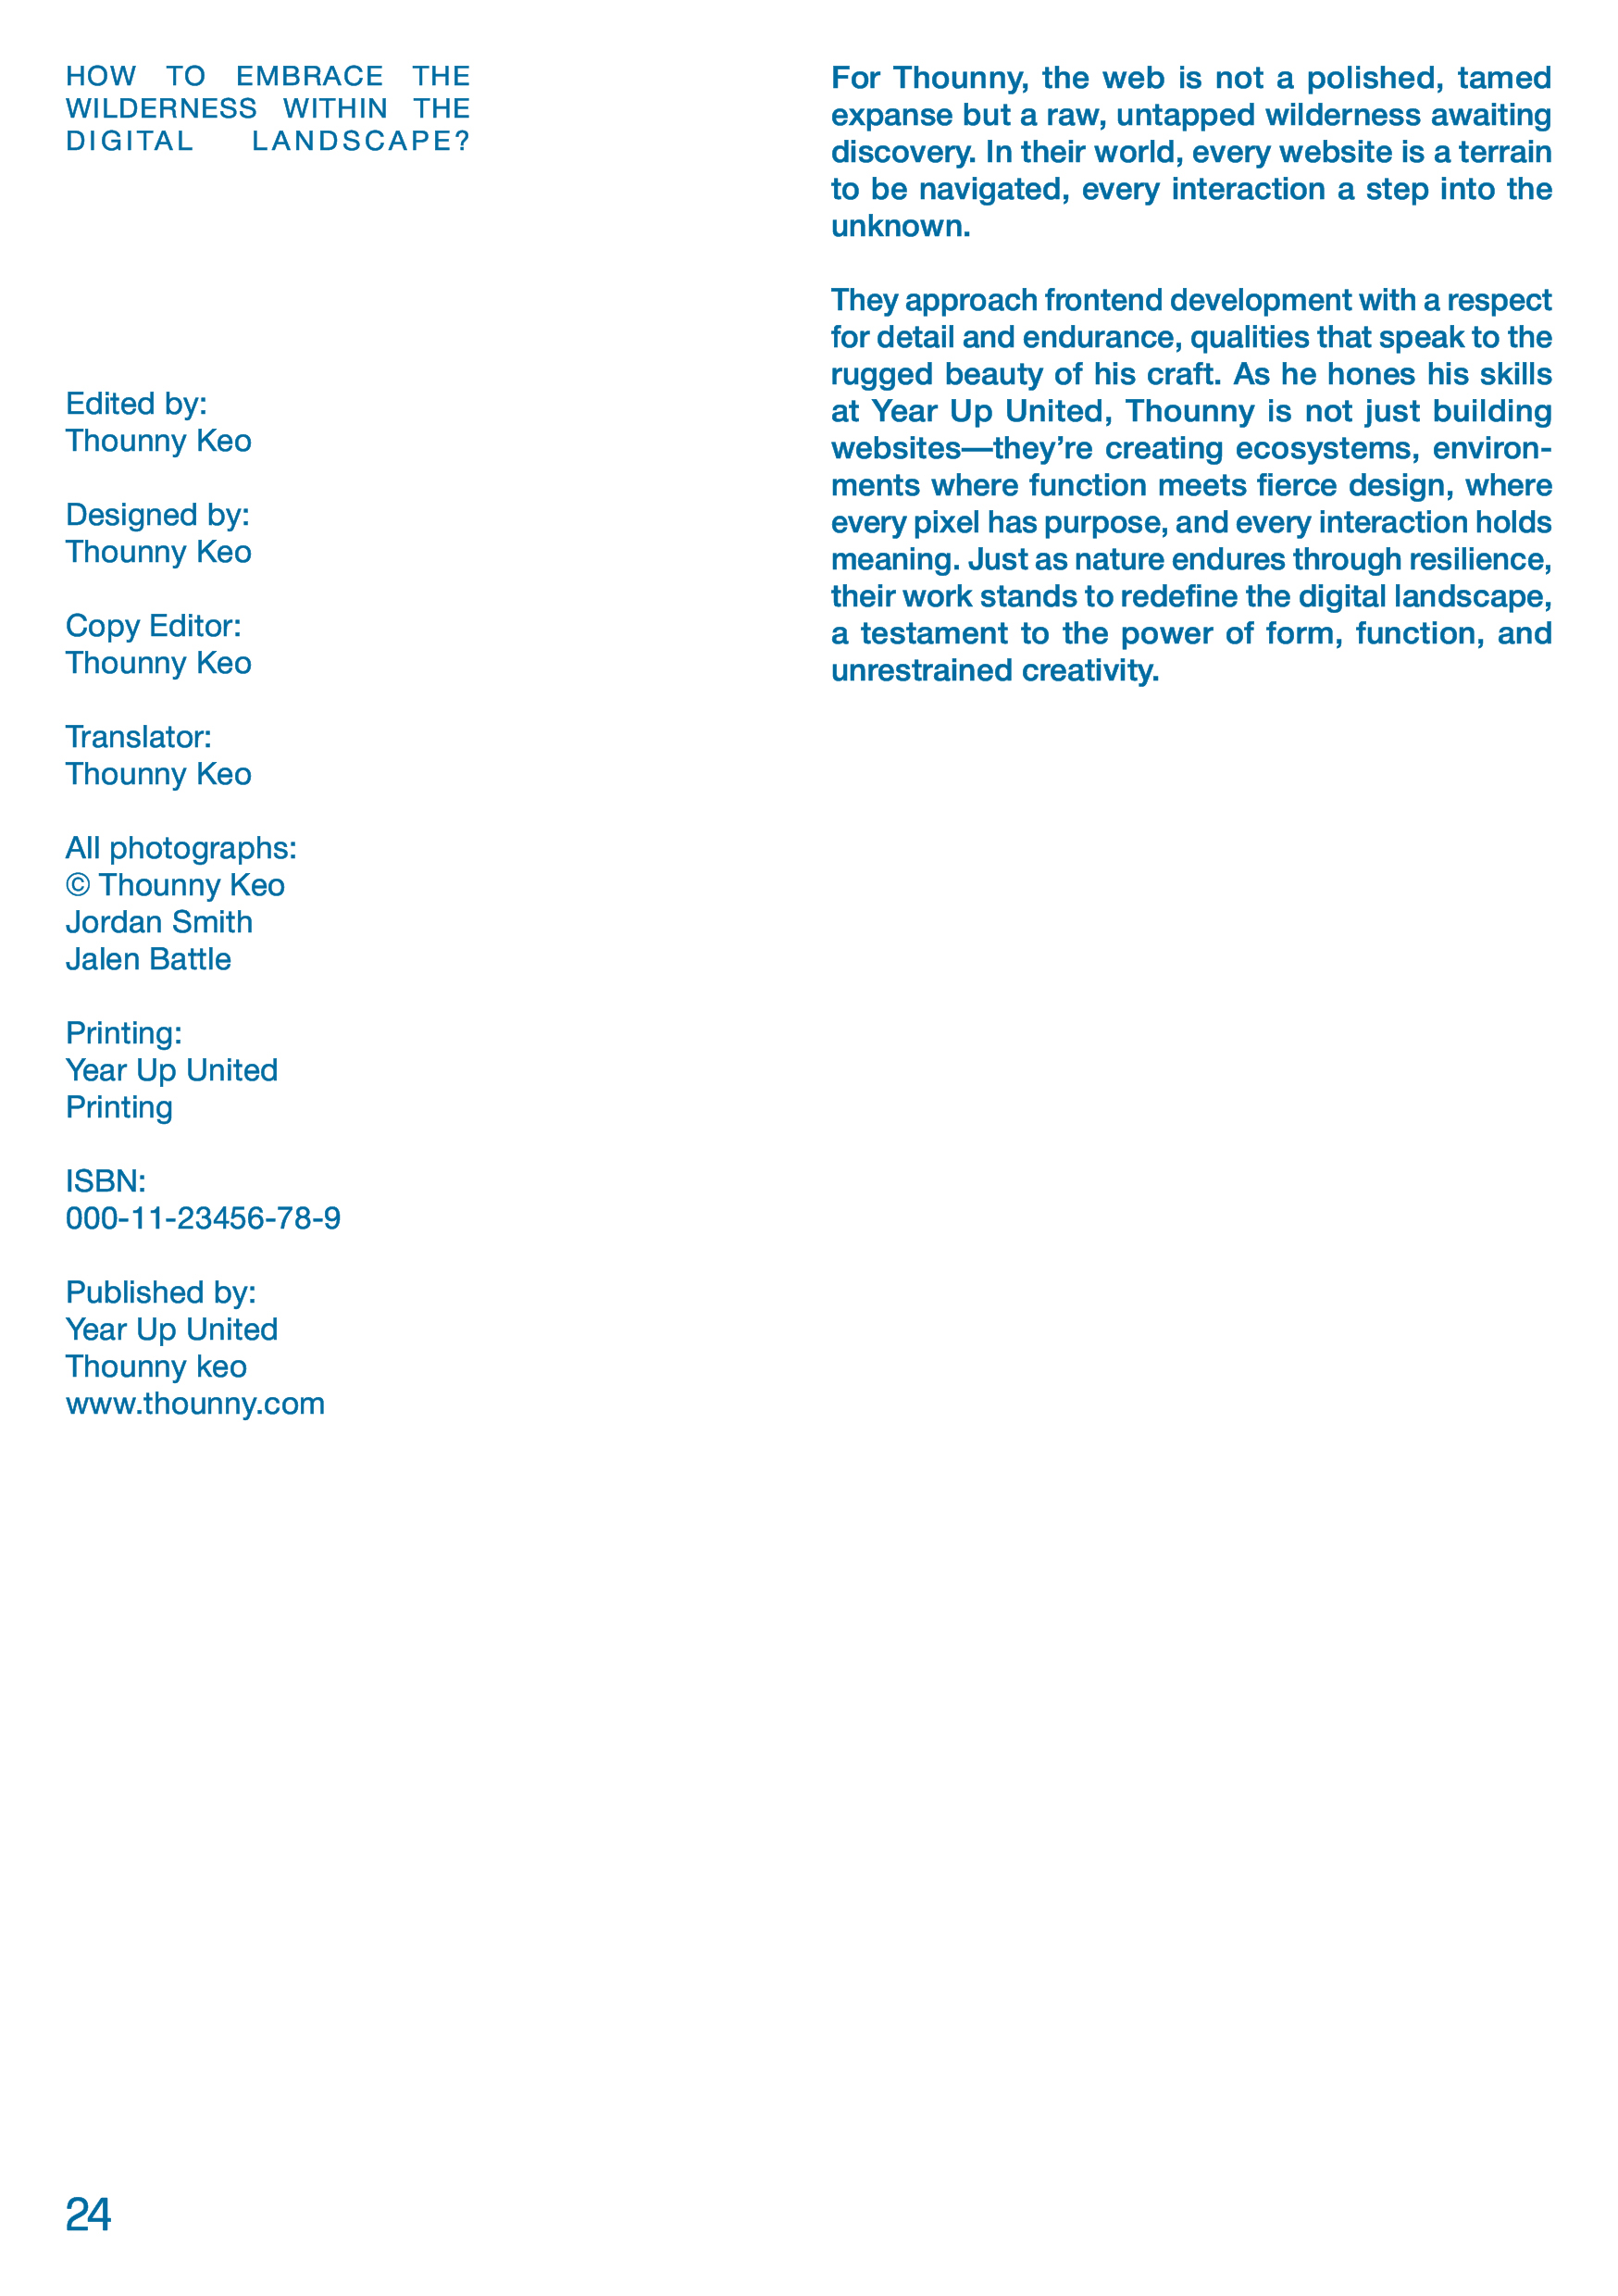 HOW TO EMBRACE THE
WILDERNESS WITHIN THE
DIGITAL LANDSCAPE?
Edited by:
Thounny Keo
Designed by:
Thounny Keo
Copy Editor:
Thounny Keo
Translator:
Thounny Keo
All photographs:
© Thounny Keo
Jordan Smith
Jalen Battle
Printing:
Year Up United
Printing
ISBN:
000-11-23456-78-9
Published by:
Year Up United
Thounny keo
www.thounny.com
24
For Thounny, the web is not a polished, tamed
expanse but a raw, untapped wilderness awaiting
discovery. In their world, every website is a terrain
to be navigated, every interaction a step into the
unknown.
They approach frontend development with a respect
for detail and endurance, qualities that speak to the
rugged beauty of his craft. As he hones his skills
at Year Up United, Thounny is not just building
websites—they’re creating ecosystems, environ-
ments where function meets fierce design, where
every pixel has purpose, and every interaction holds
meaning. Just as nature endures through resilience,
their work stands to redefine the digital landscape,
a testament to the power of form, function, and
unrestrained creativity.